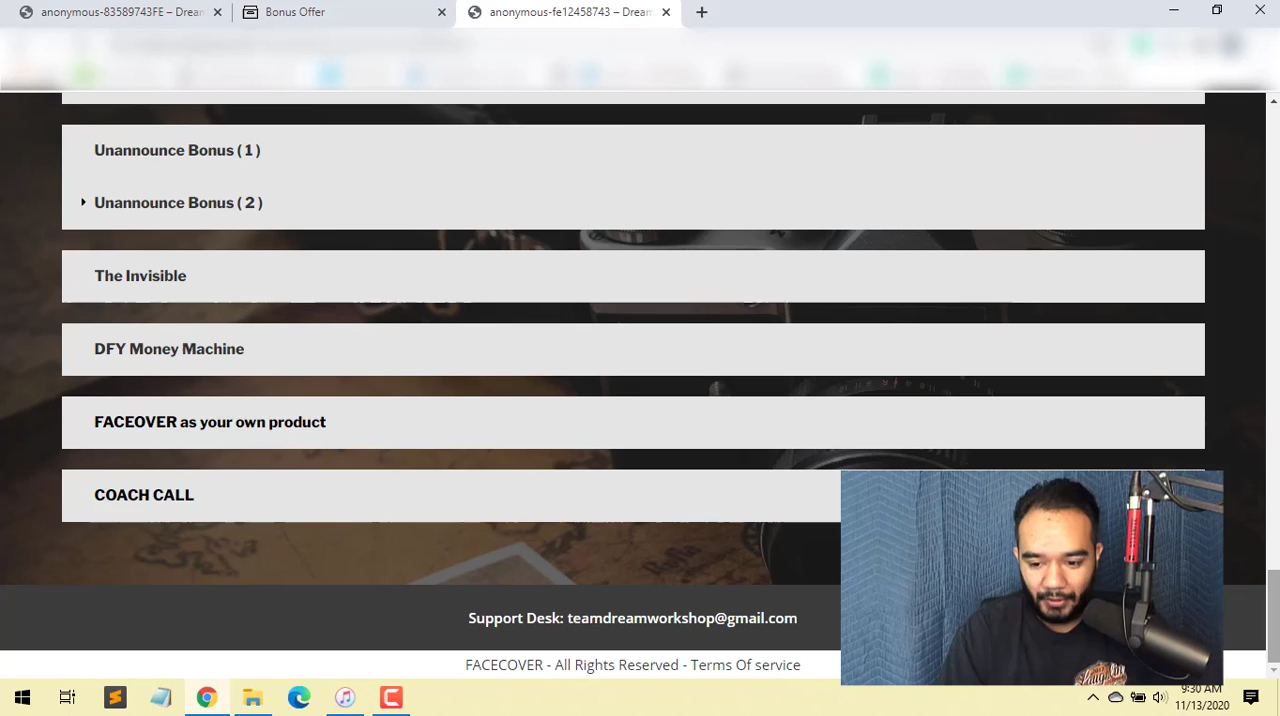 anonymous-83589743FE – Dream
Bonus Offer
anonymous-fe12458743 – Dream
Unannounce Bonus ( 1 )
Unannounce Bonus ( 2 )
The Invisible
DFY Money Machine
FACEOVER as your own product
COACH CALL
Support Desk: teamdreamworkshop@gmail.com
FACECOVER - All Rights Reserved - Terms Of service
9:30 AM
11/13/2020